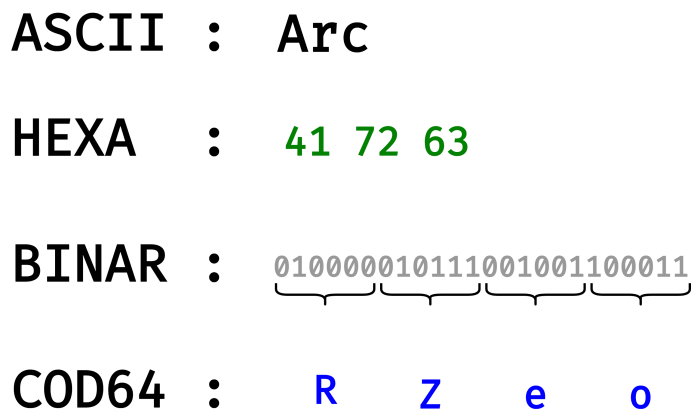 ASCII : Arc
HEXA : 41 72 63
BINAR : 010000010111001001100011
COD64 : R Z e o